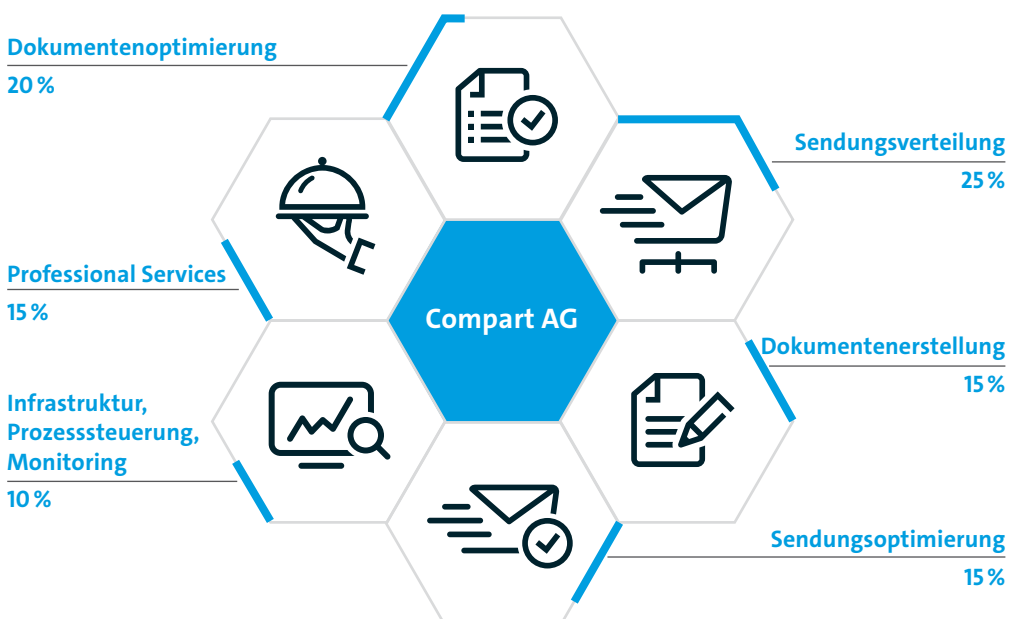 Dokumentenoptimierung
20 %
Sendungsverteilung
25 %
Professional Services
15 %
Compart AG
Dokumentenerstellung
15 %
Infrastruktur,
Prozesssteuerung,
Monitoring
10 %
Sendungsoptimierung
15 %